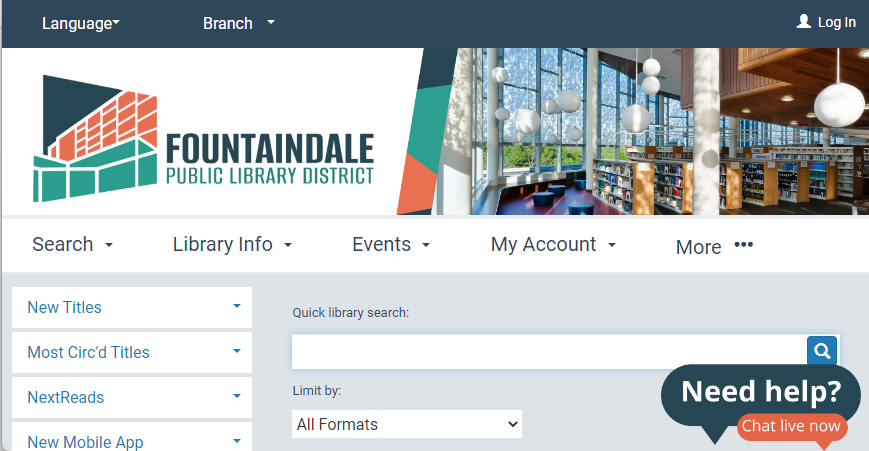 Language
Branch
Log In
FOUNTAINDALE
PUBLIC LIBRARY DISTRICT
Search
Library Info
Events
My Account
More •••
New Titles
Most Circ'd Titles
NextReads
New Mobile App
Quick library search:
Limit by:
All Formats
Need help?
Chat live now